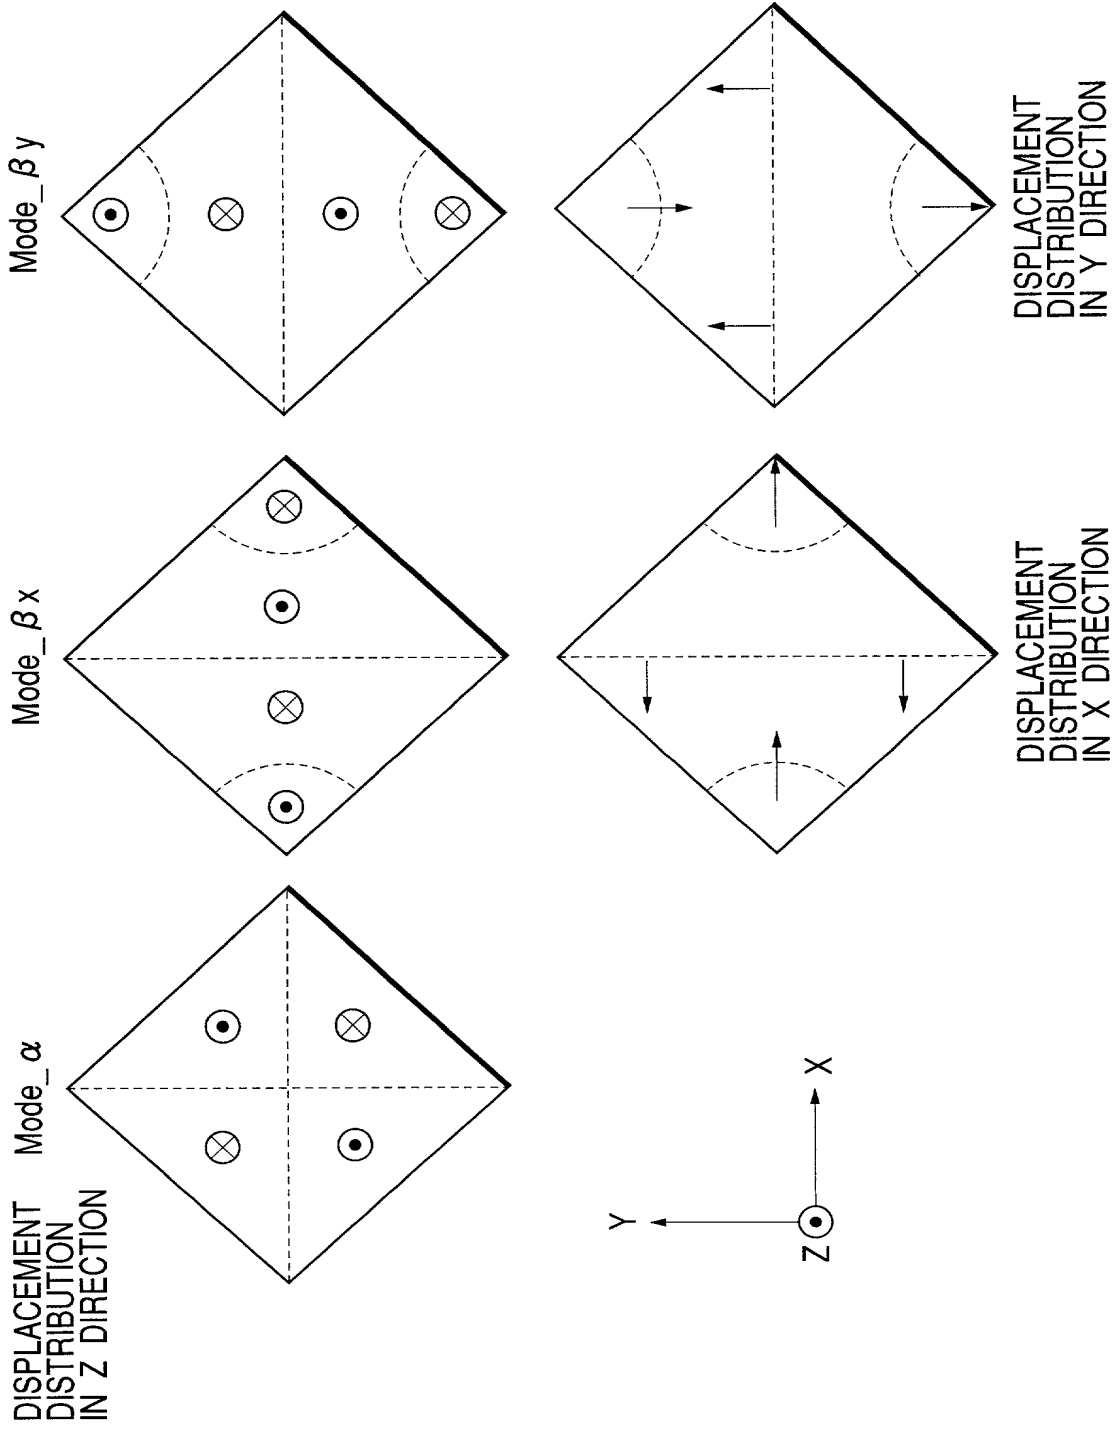 DISPLACEMENT
DISTRIBUTION
IN Z DIRECTION
Mode_α
Mode_βx
Mode_βy
Y
X
Z
DISPLACEMENT
DISTRIBUTION
IN X DIRECTION
DISPLACEMENT
DISTRIBUTION
IN Y DIRECTION